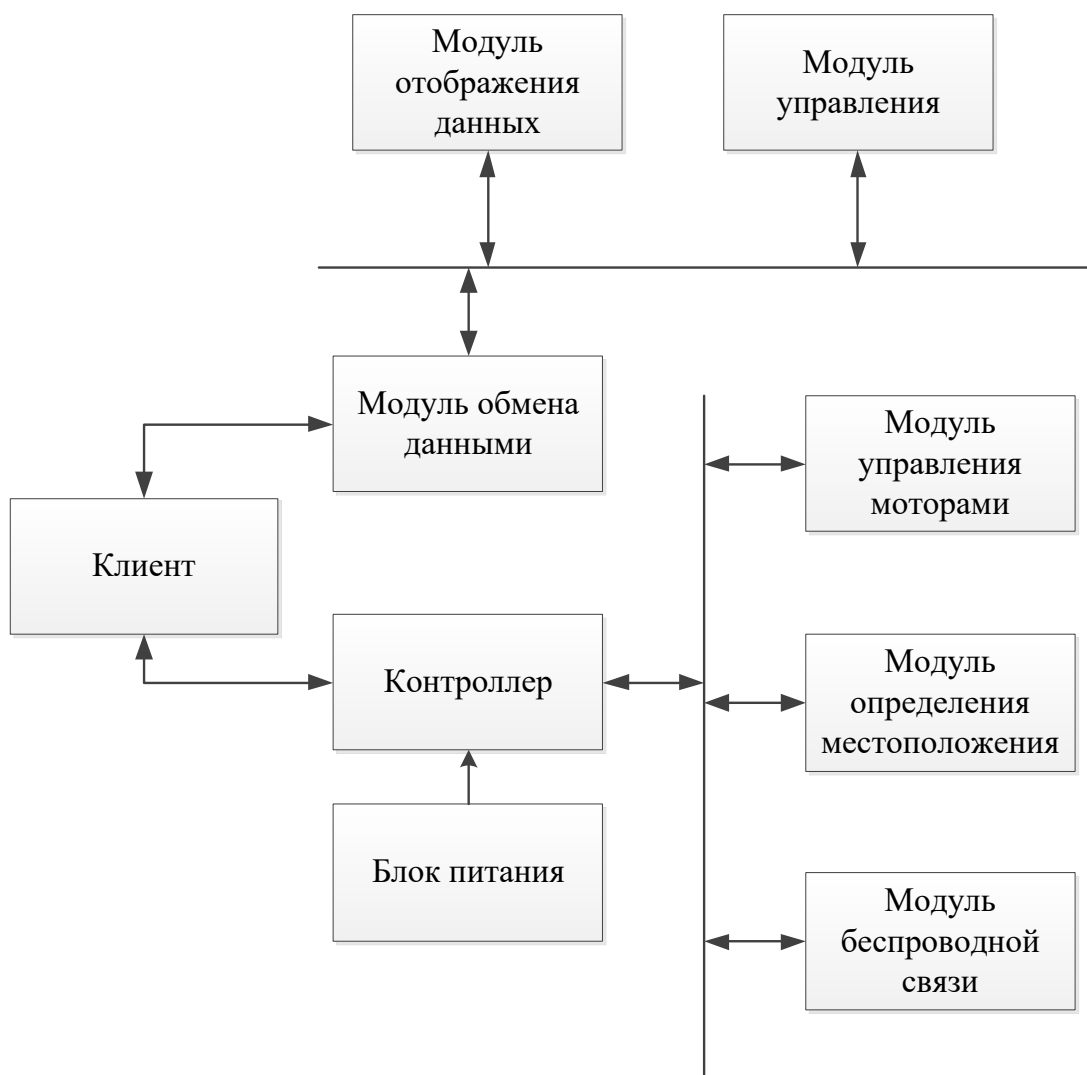 Модуль
отображения
данных
Модуль
управления
Модуль обмена
данными
Модуль
управления
моторами
Клиент
Контроллер
Модуль
определения
местоположения
Блок питания
Модуль
беспроводной
связи